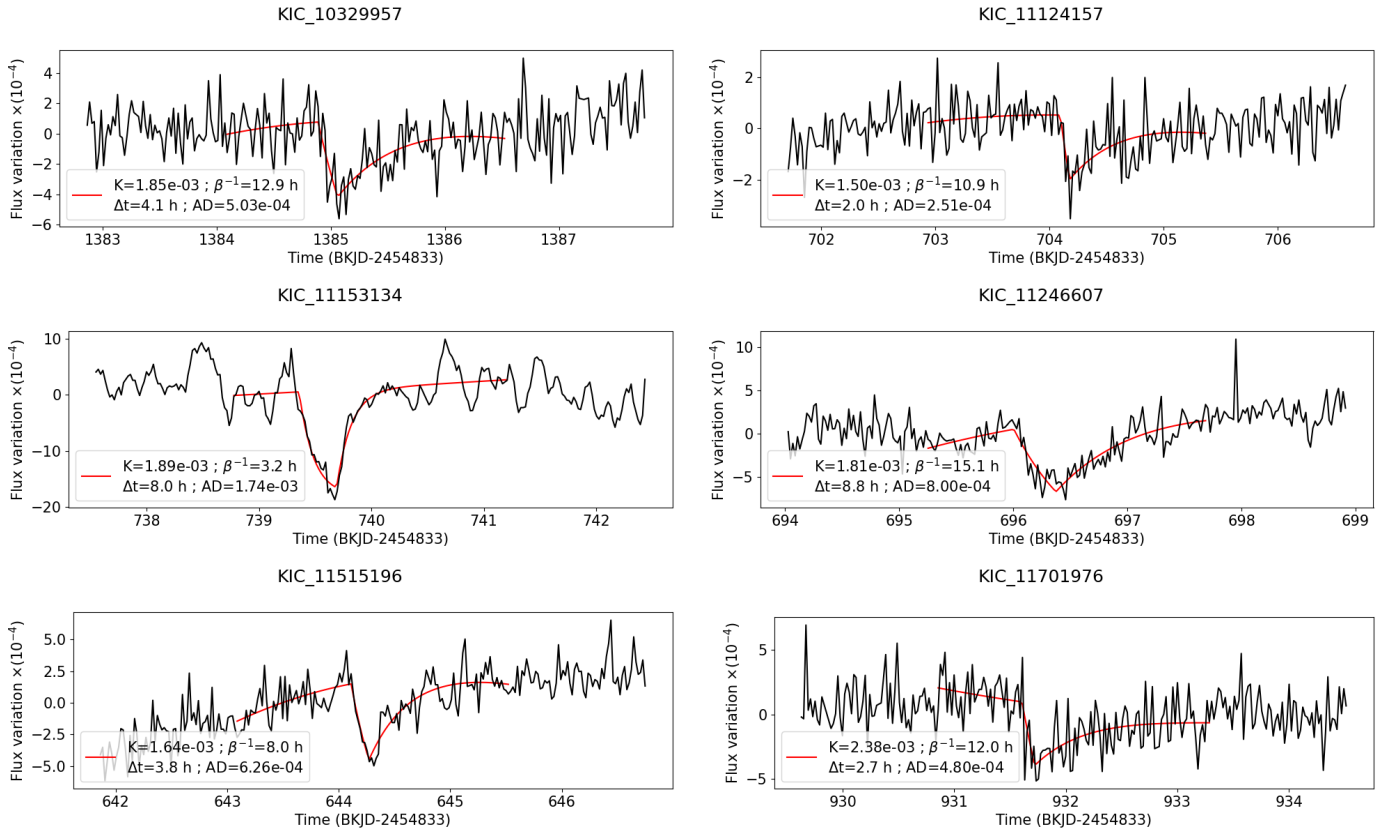 KIC_10329957
Flux variation ×(10⁻⁴)
4
2
0
−2
−4
−6
K=1.85e-03 ; β⁻¹=12.9 h
Δt=4.1 h ; AD=5.03e-04
1383 1384 1385 1386 1387
Time (BKJD-2454833)
KIC_11124157
Flux variation ×(10⁻⁴)
2
0
−2
K=1.50e-03 ; β⁻¹=10.9 h
Δt=2.0 h ; AD=2.51e-04
702 703 704 705 706
Time (BKJD-2454833)
KIC_11153134
Flux variation ×(10⁻⁴)
10
0
−10
−20
K=1.89e-03 ; β⁻¹=3.2 h
Δt=8.0 h ; AD=1.74e-03
738 739 740 741 742
Time (BKJD-2454833)
KIC_11246607
Flux variation ×(10⁻⁴)
10
5
0
−5
K=1.81e-03 ; β⁻¹=15.1 h
Δt=8.8 h ; AD=8.00e-04
694 695 696 697 698 699
Time (BKJD-2454833)
KIC_11515196
Flux variation ×(10⁻⁴)
5.0
2.5
0.0
−2.5
−5.0
K=1.64e-03 ; β⁻¹=8.0 h
Δt=3.8 h ; AD=6.26e-04
642 643 644 645 646
Time (BKJD-2454833)
KIC_11701976
Flux variation ×(10⁻⁴)
5
0
−5
K=2.38e-03 ; β⁻¹=12.0 h
Δt=2.7 h ; AD=4.80e-04
930 931 932 933 934
Time (BKJD-2454833)